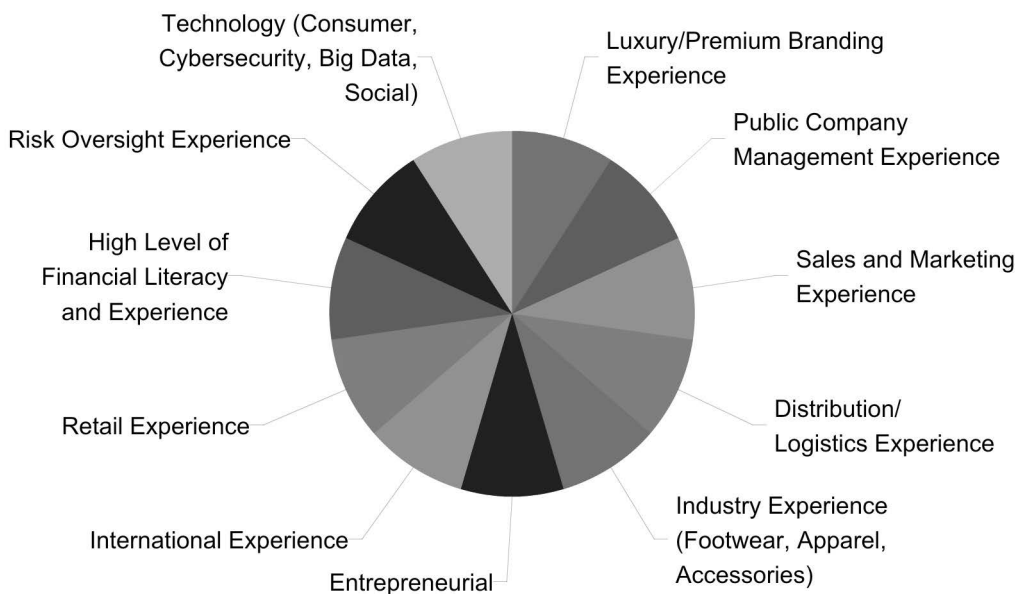 Technology (Consumer,
Cybersecurity, Big Data,
Social)
Luxury/Premium Branding
Experience
Public Company
Management Experience
Sales and Marketing
Experience
Distribution/
Logistics Experience
Industry Experience
(Footwear, Apparel,
Accessories)
Entrepreneurial
International Experience
Retail Experience
High Level of
Financial Literacy
and Experience
Risk Oversight Experience